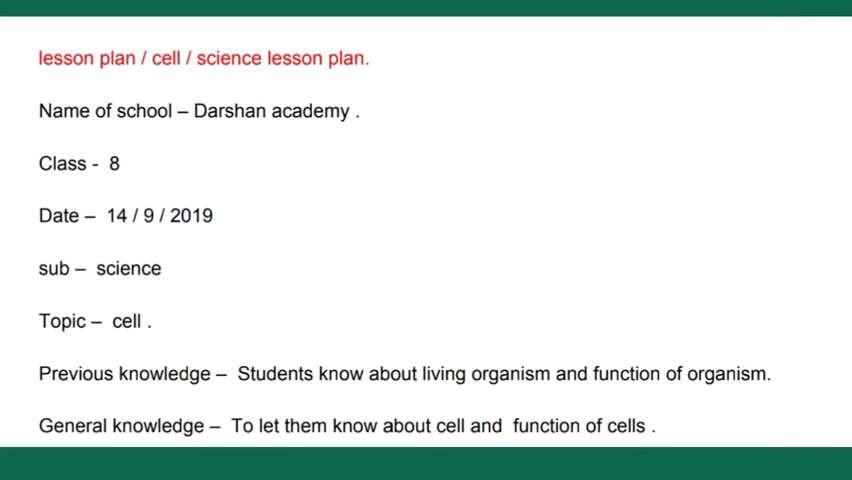 lesson plan / cell / science lesson plan.
Name of school – Darshan academy .
Class - 8
Date – 14 / 9 / 2019
sub – science
Topic – cell .
Previous knowledge – Students know about living organism and function of organism.
General knowledge – To let them know about cell and function of cells .